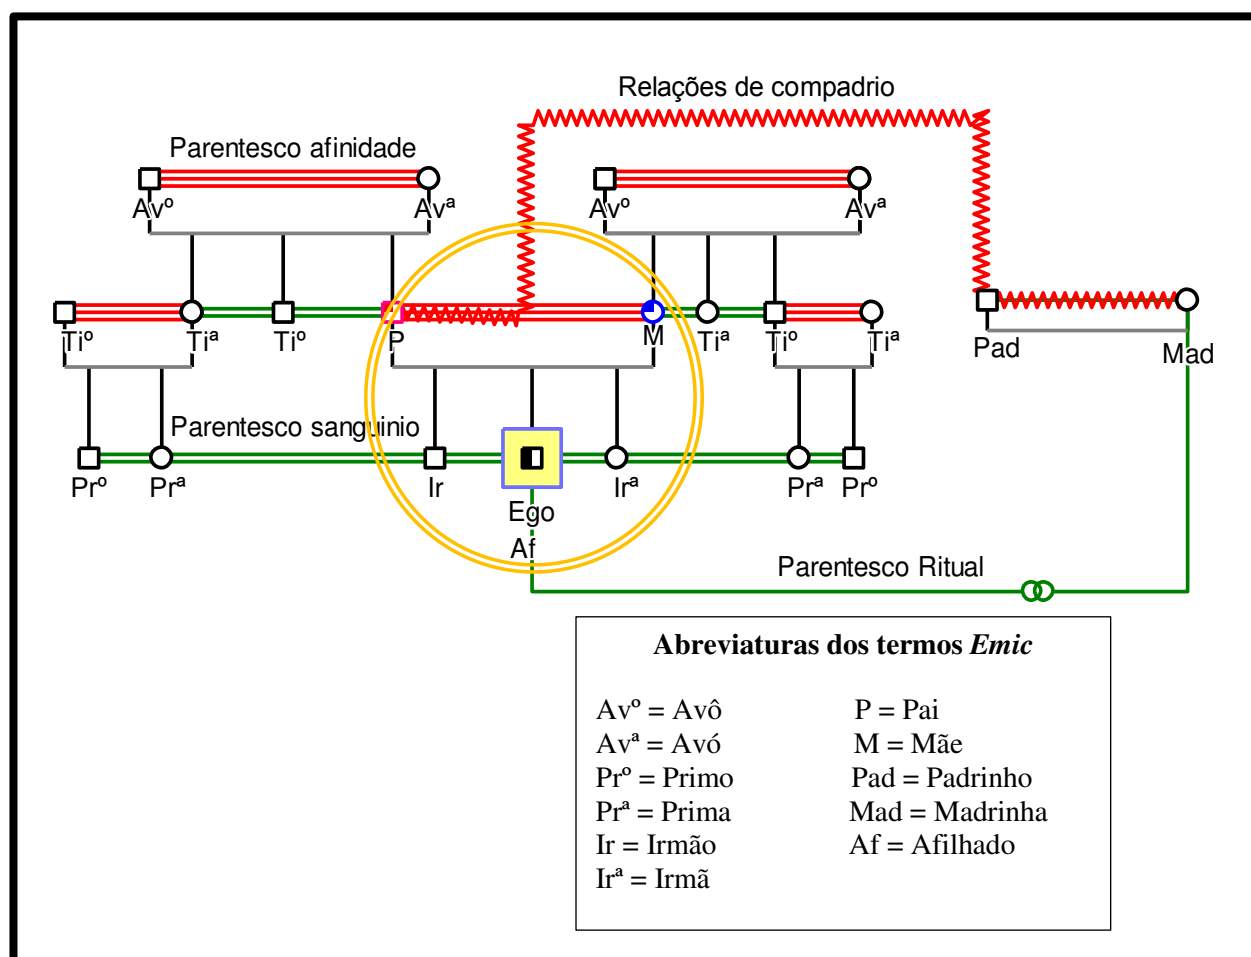 Relações de compadrio
Parentesco afinidade
Avº Avª Avº Avª
Tiº Tiª Tiº P M Tiª Tiº Tiª Pad Mad
Parentesco sanguinio
Prº Prª Ir Ego Irª Prª Prº
Af
Parentesco Ritual
Abreviaturas dos termos Emic
Avº = Avô P = Pai
Avª = Avó M = Mãe
Prº = Primo Pad = Padrinho
Prª = Prima Mad = Madrinha
Ir = Irmão Af = Afilhado
Irª = Irmã